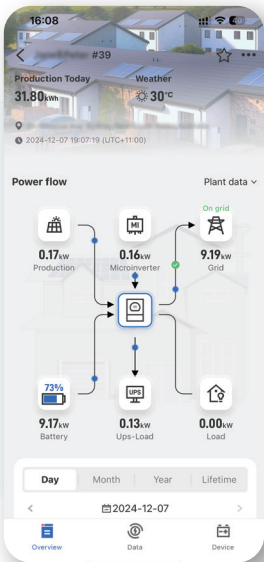 16:08
#39
Production Today
Weather
31.80kWh
30°C
2024-12-07 19:07:19 (UTC+11:00)
Power flow
Plant data
MI
On grid
0.17kW
Production
0.16kW
Microinverter
9.19kW
Grid
73%
UPS
9.17kW
Battery
0.13kW
Ups-Load
0.00kW
Load
Day
Month
Year
Lifetime
2024-12-07
Overview
Data
Device